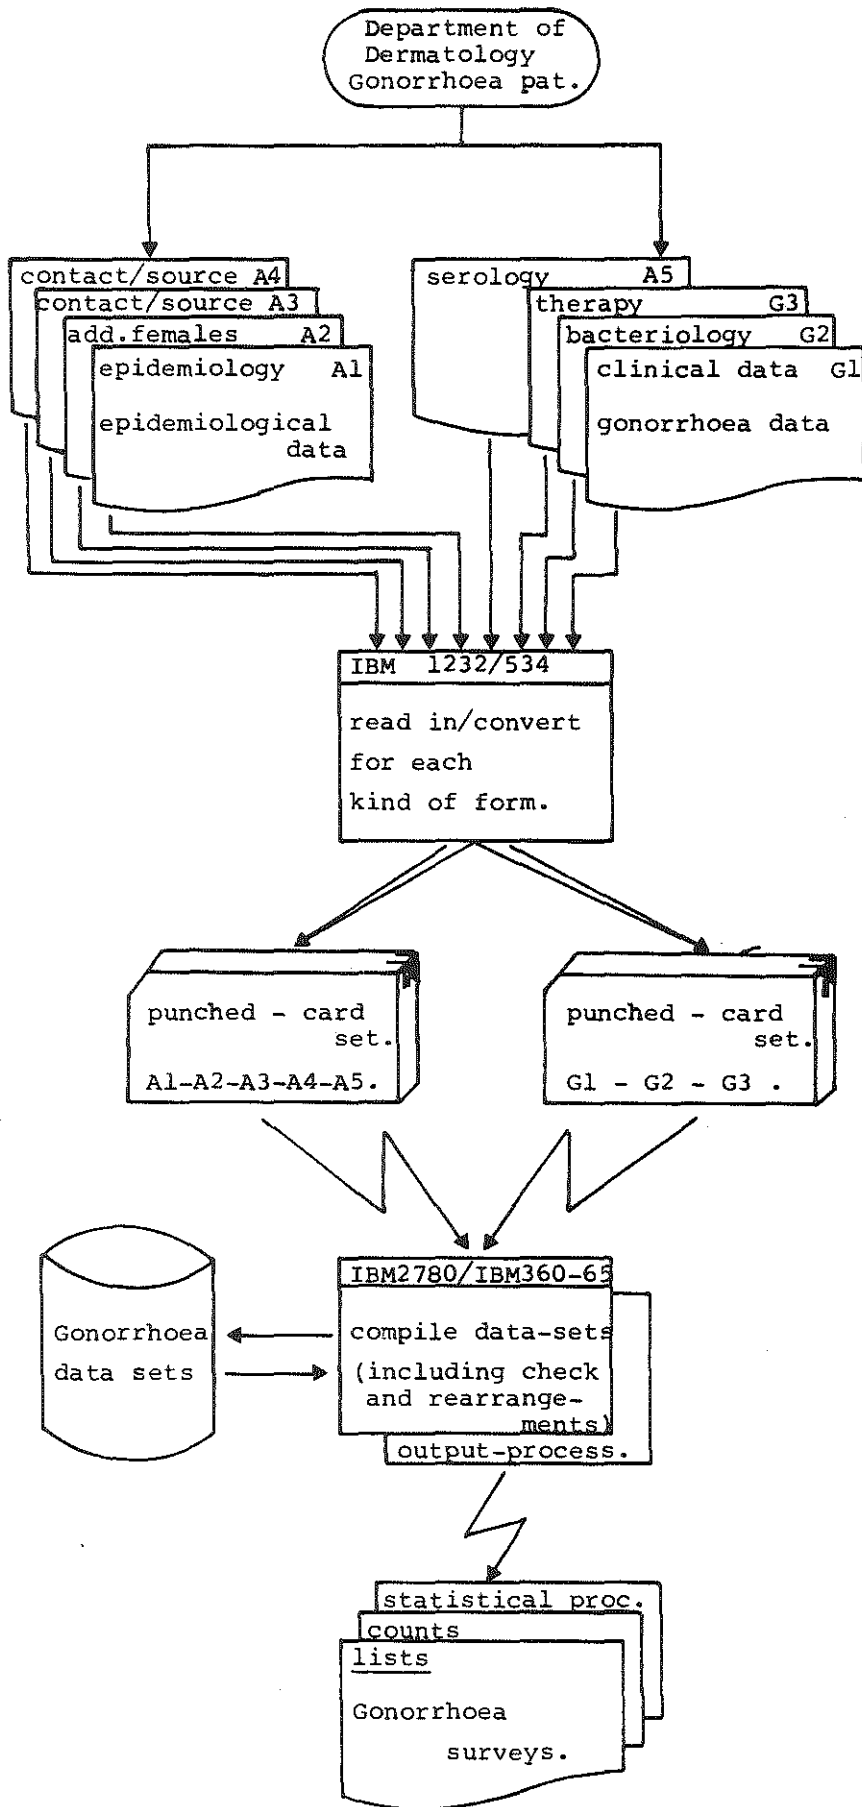 Department of
Dermatology
Gonorrhoea pat.
contact/source A4
contact/source A3
add.females A2
epidemiology A1
epidemiological
data
serology A5
therapy G3
bacteriology G2
clinical data G1
gonorrhoea data
IBM 1232/534
read in/convert
for each
kind of form.
punched - card
set.
A1-A2-A3-A4-A5.
punched - card
set.
G1 - G2 - G3 .
Gonorrhoea
data sets
IBM2780/IBM360-65
compile data-sets
(including check
and rearrange-
ments)
output-process.
statistical proc.
counts
lists
Gonorrhoea
surveys.